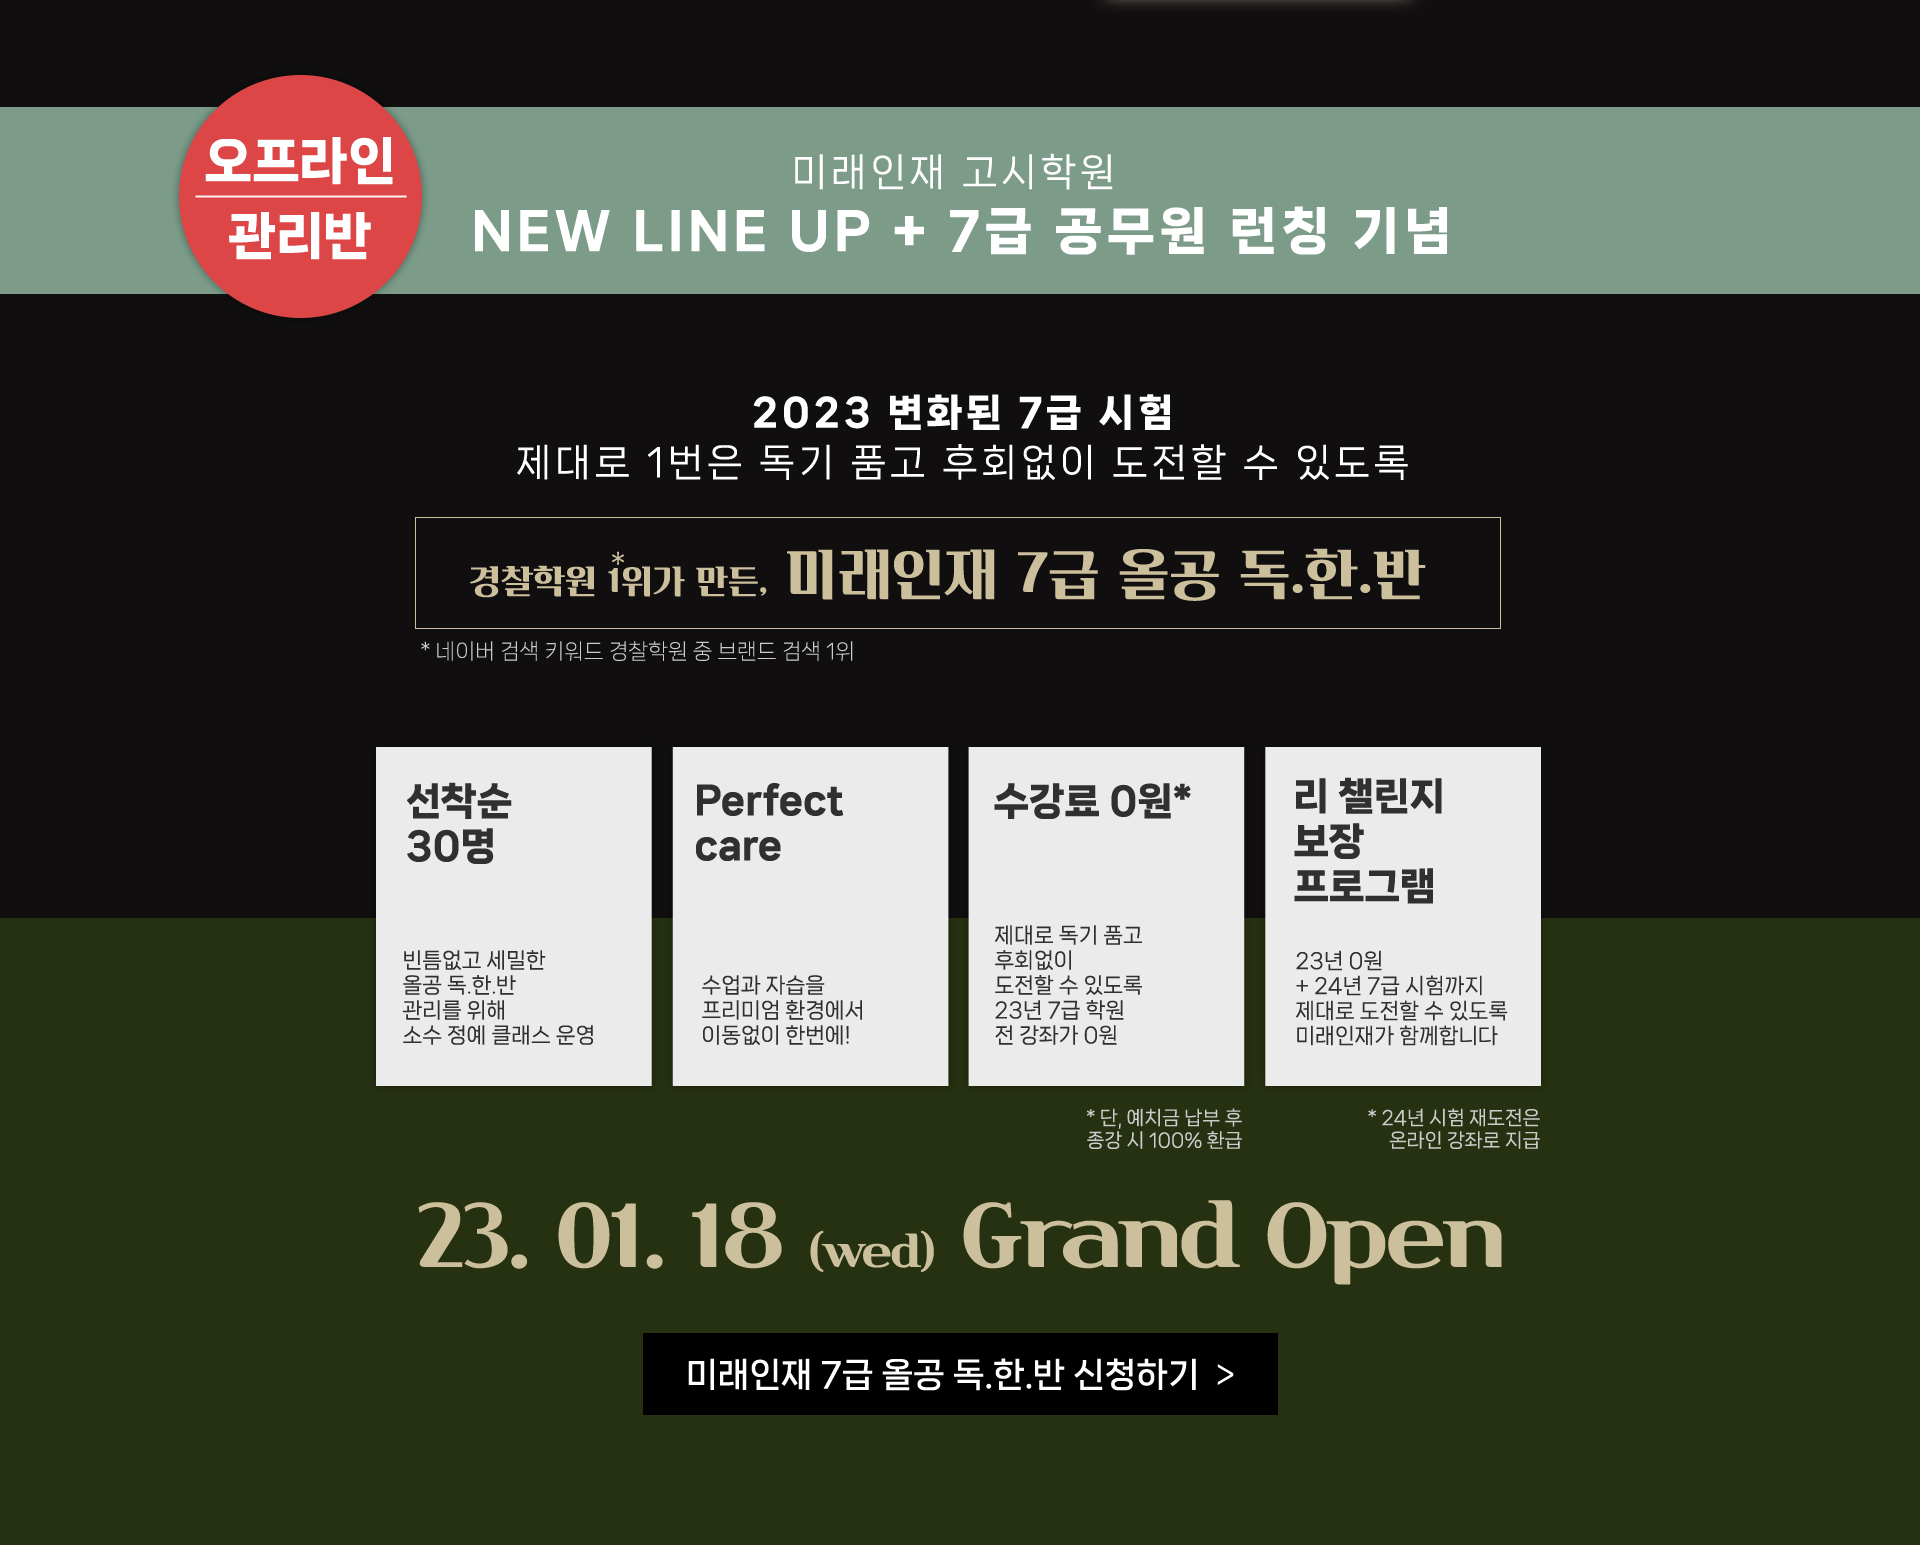 오프라인
관리반
미래인재 고시학원
NEW LINE UP + 7급 공무원 런칭 기념
2023 변화된 7급 시험
제대로 1번은 독기 품고 후회없이 도전할 수 있도록
경찰학원 1*위가 만든, 미래인재 7급 올공 독.한.반
* 네이버 검색 키워드 경찰학원 중 브랜드 검색 1위
선착순
30명
빈틈없고 세밀한
올공 독.한.반
관리를 위해
소수 정예 클래스 운영
Perfect
care
수업과 자습을
프리미엄 환경에서
이동없이 한번에!
수강료 0원*
제대로 독기 품고
후회없이
도전할 수 있도록
23년 7급 학원
전 강좌가 0원
* 단, 예치금 납부 후
종강 시 100% 환급
리 챌린지
보장
프로그램
23년 0원
+ 24년 7급 시험까지
제대로 도전할 수 있도록
미래인재가 함께합니다
* 24년 시험 재도전은
온라인 강좌로 지급
23. 01. 18 (wed) Grand Open
미래인재 7급 올공 독.한.반 신청하기 >